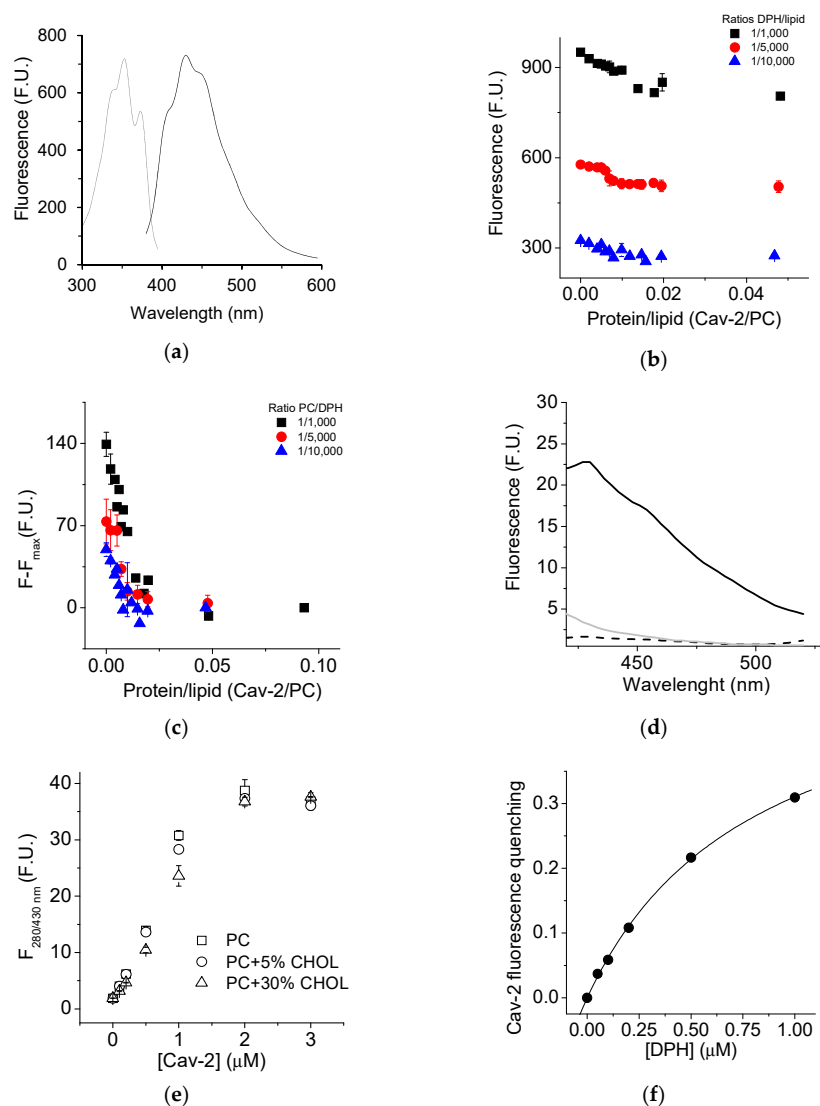 800
700
600
500
400
300
200
100
0
300
400
500
600
Fluorescence (F.U.)
Wavelength (nm)
(a)
Ratios DPH/lipid
1/1,000
1/5,000
1/10,000
900
600
300
0.00
0.02
0.04
Fluorescence (F.U.)
Protein/lipid (Cav-2/PC)
(b)
Ratio PC/DPH
1/1,000
1/5,000
1/10,000
140
70
0
0.00
0.05
0.10
F-Fmax(F.U.)
Protein/lipid (Cav-2/PC)
(c)
30
25
20
15
10
5
450
500
Fluorescence (F.U.)
Wavelenght (nm)
(d)
40
30
20
10
0
0
1
2
3
F280/430 nm (F.U.)
PC
PC+5% CHOL
PC+30% CHOL
[Cav-2] (μM)
(e)
0.3
0.2
0.1
0.0
0.00
0.25
0.50
0.75
1.00
Cav-2 fluorescence quenching
[DPH] (μM)
(f)